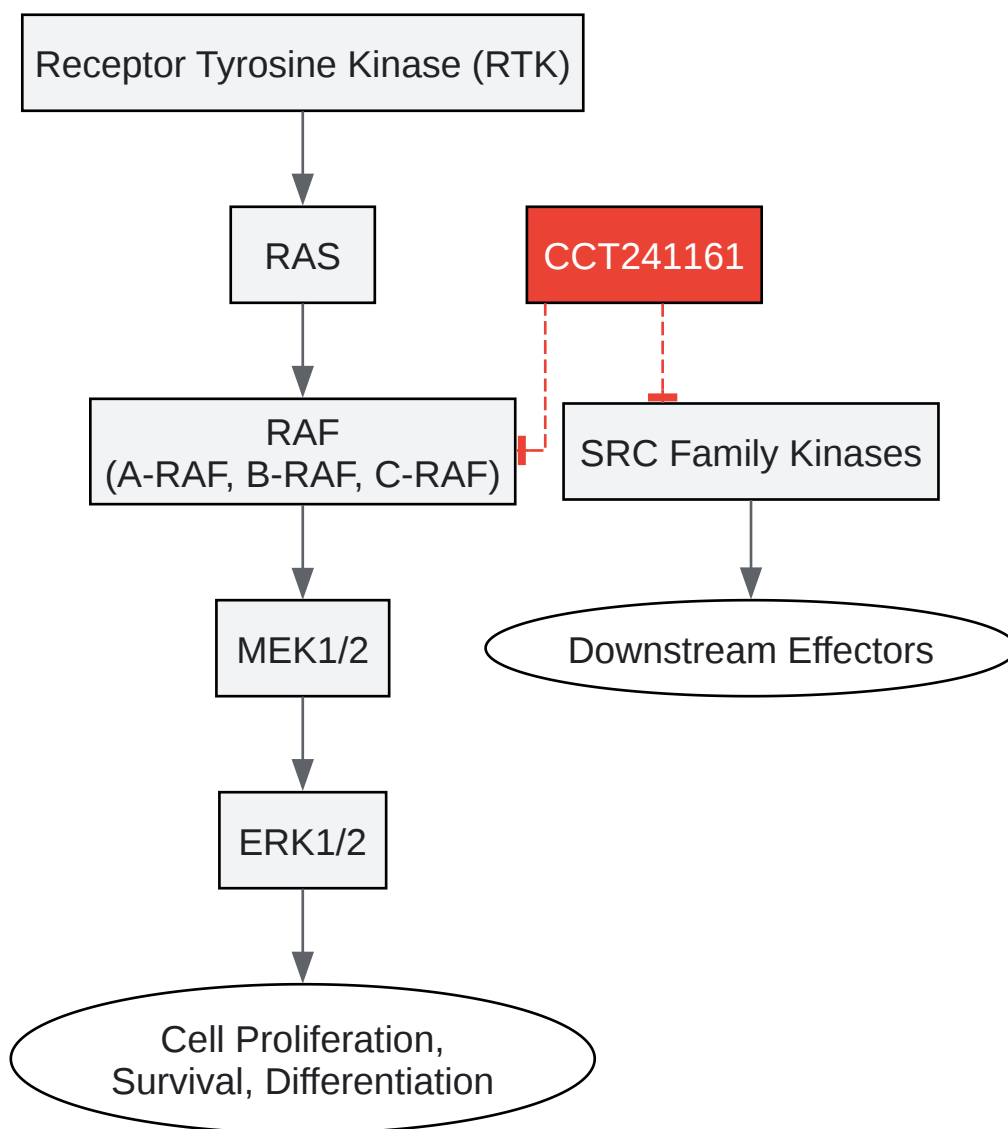 Receptor Tyrosine Kinase (RTK)
RAS
CCT241161
RAF
(A-RAF, B-RAF, C-RAF)
SRC Family Kinases
MEK1/2
Downstream Effectors
ERK1/2
Cell Proliferation,
Survival, Differentiation